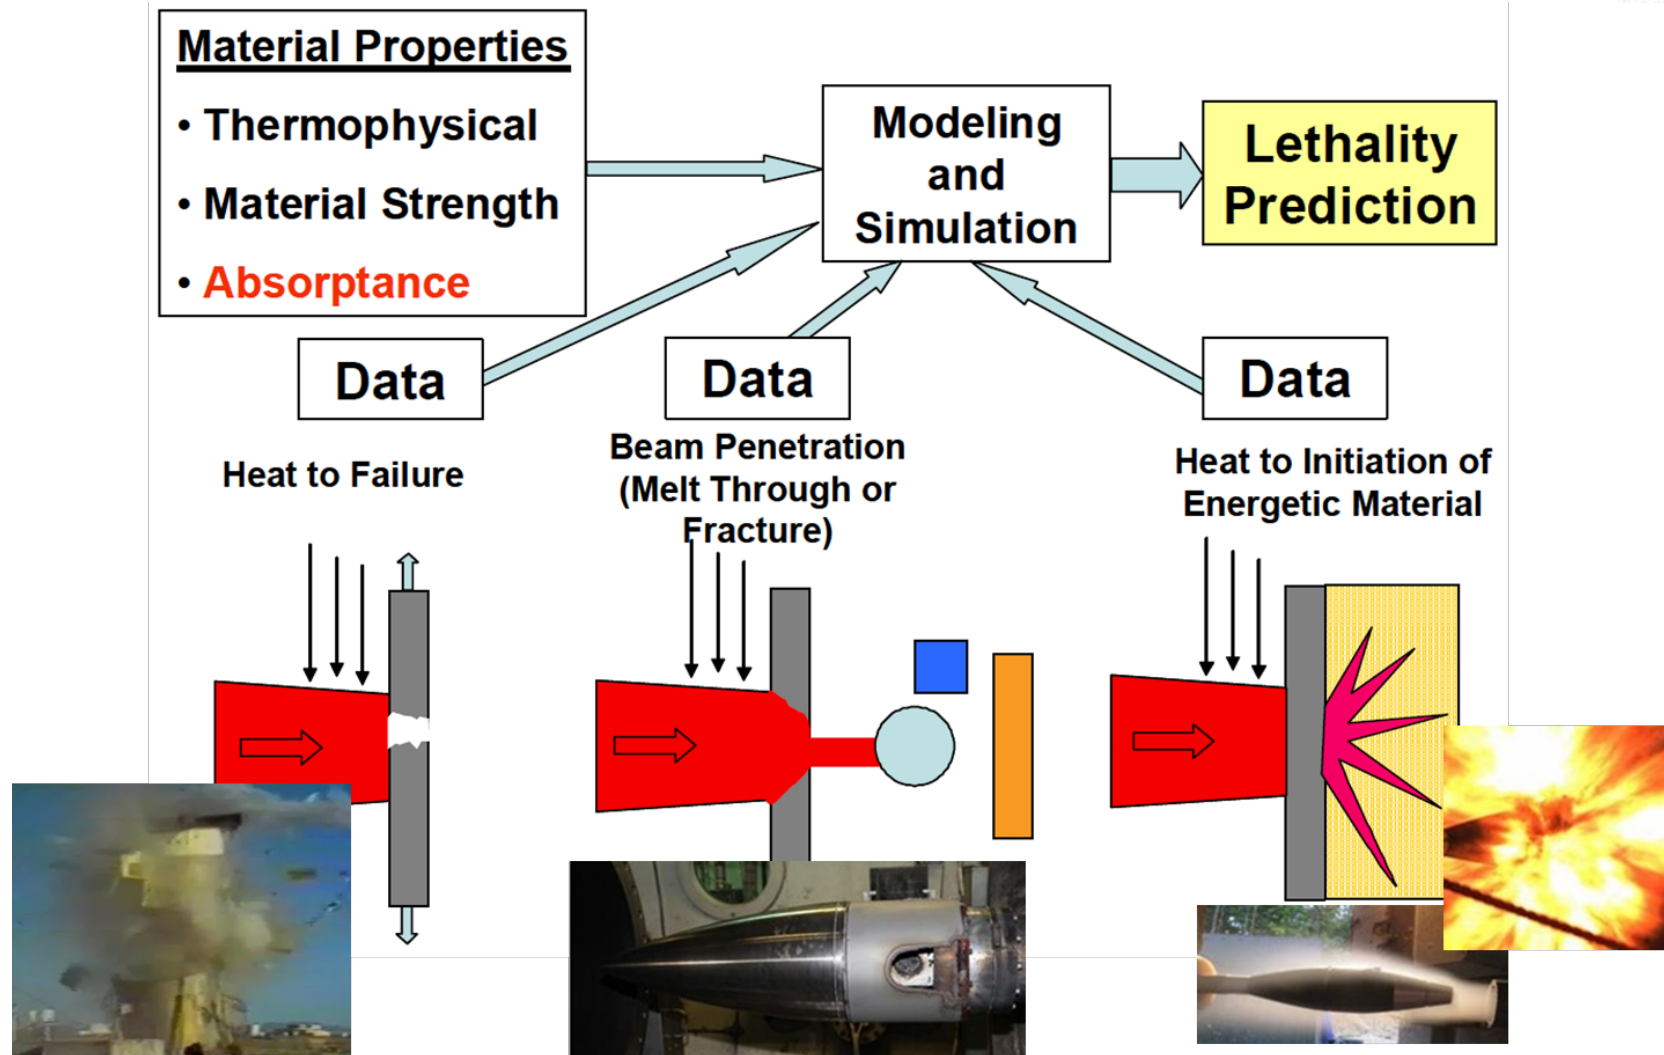 Material Properties
• Thermophysical
• Material Strength
• Absorptance
Modeling
and
Simulation
Lethality
Prediction
Data
Data
Data
Heat to Failure
Beam Penetration
(Melt Through or
Fracture)
Heat to Initiation of
Energetic Material